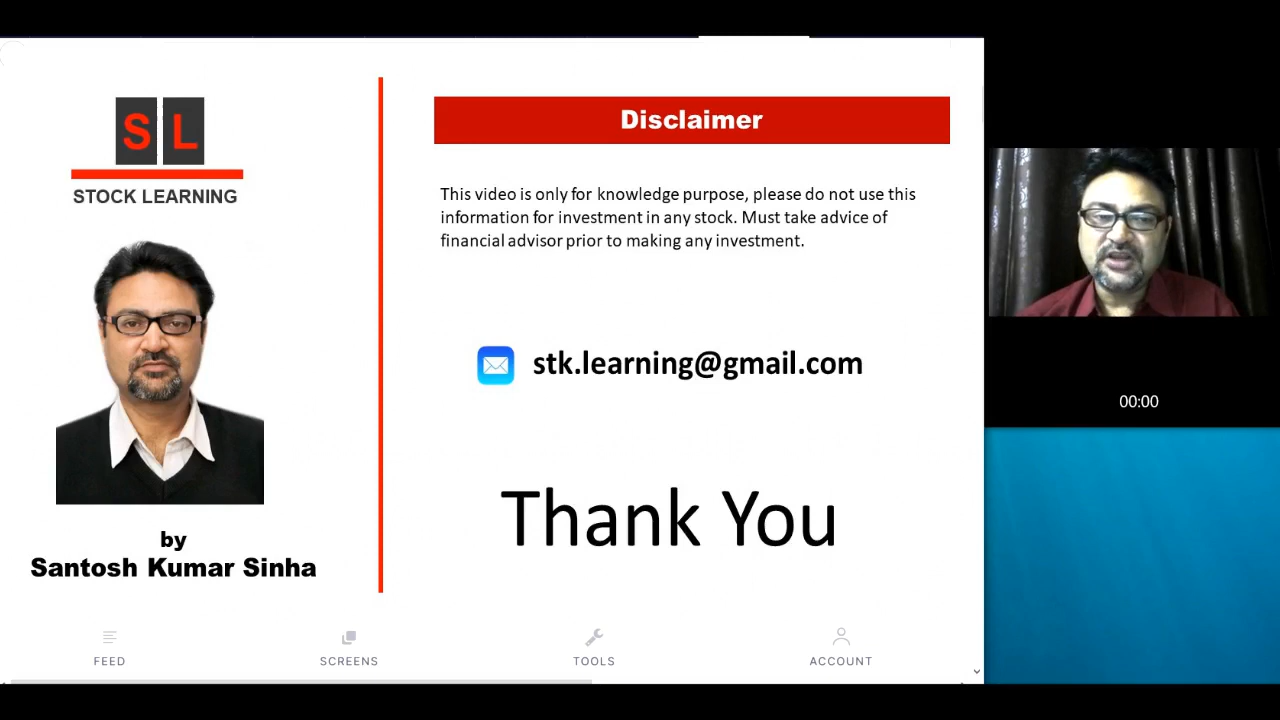 S L
STOCK LEARNING
by
Santosh Kumar Sinha
Disclaimer
This video is only for knowledge purpose, please do not use this
information for investment in any stock. Must take advice of
financial advisor prior to making any investment.
stk.learning@gmail.com
Thank You
FEED
SCREENS
TOOLS
ACCOUNT
00:00